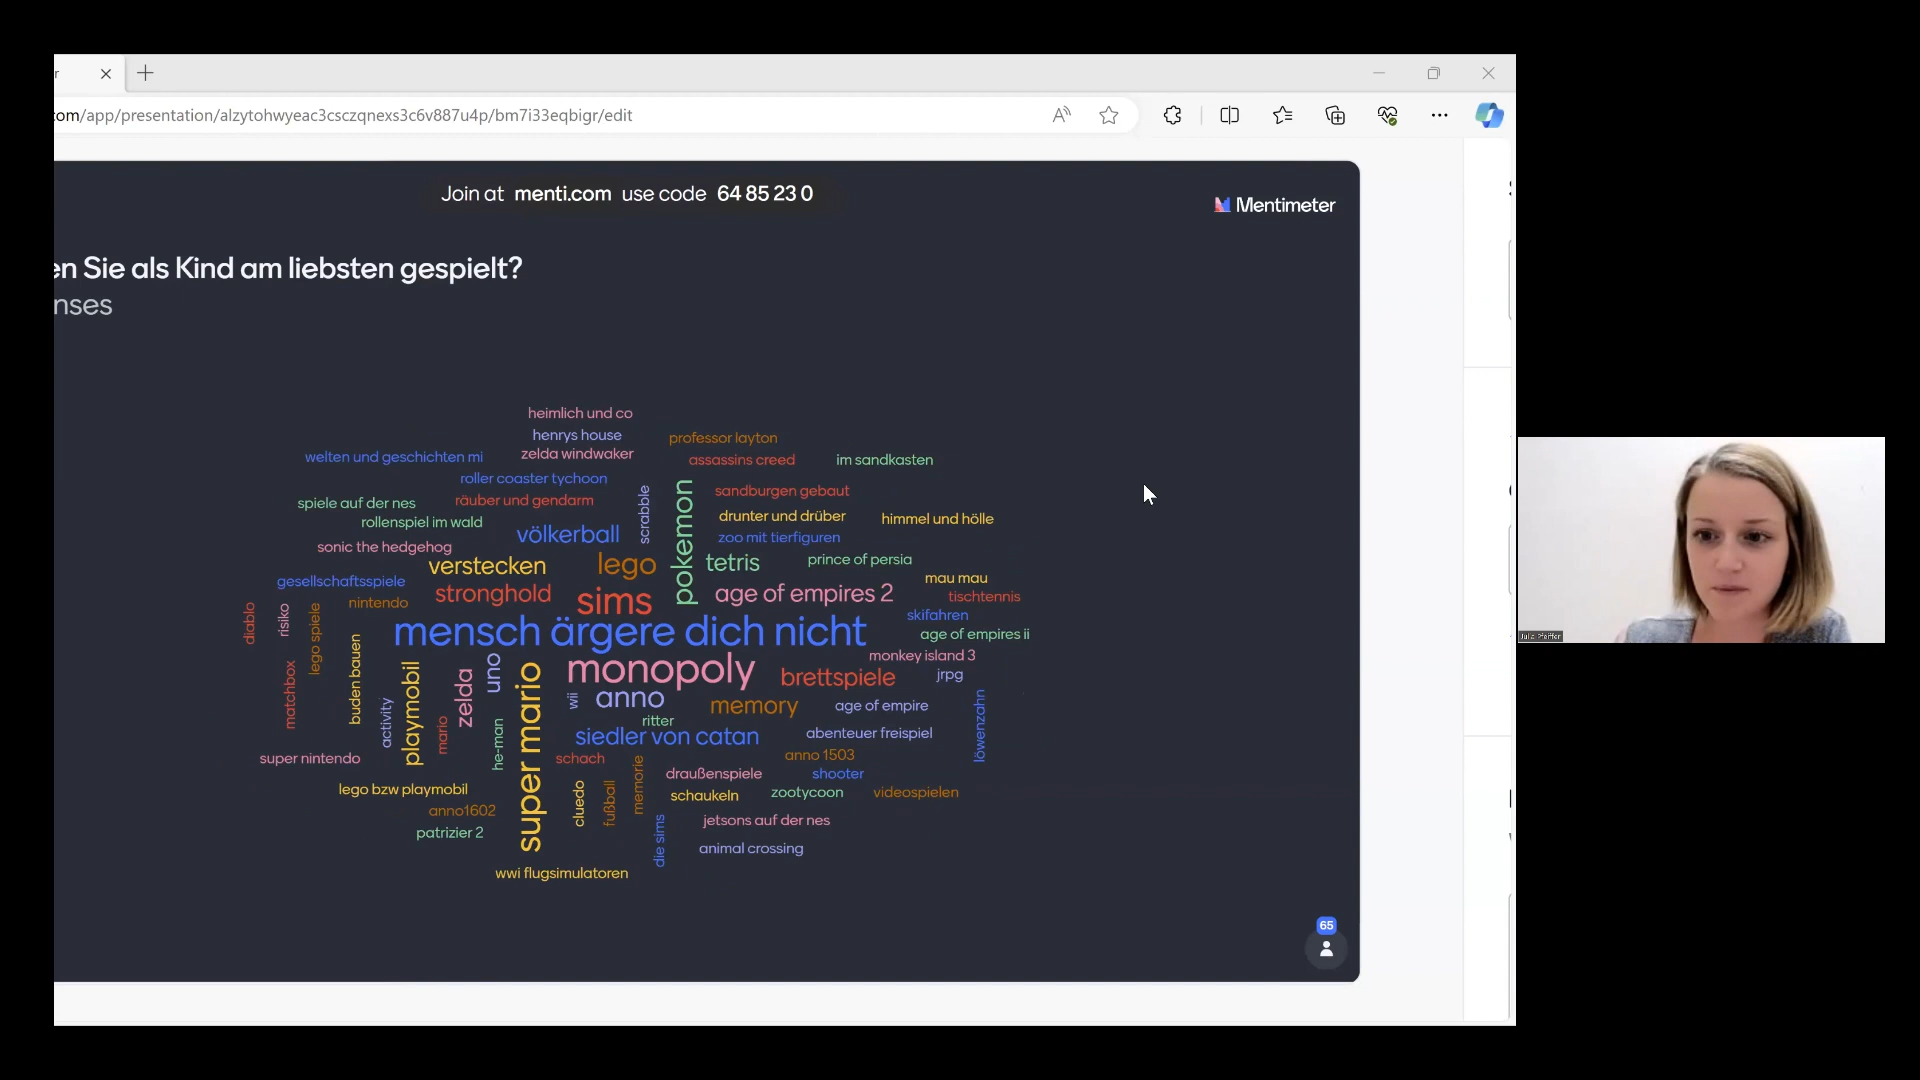 r
om/app/presentation/alzytohwyeac3csczqnexs3c6v887u4p/bm7i33eqbigr/edit
Join at menti.com use code 64 85 23 0
Mentimeter
en Sie als Kind am liebsten gespielt?
nses
heimlich und co
henrys house
professor layton
welten und geschichten mi
zelda windwaker
assassins creed
im sandkasten
roller coaster tychoon
spiele auf der nes
räuber und gendarm
scrabble
pokemon
sandburgen gebaut
rollenspiel im wald
völkerball
drunter und drüber
himmel und hölle
zoo mit tierfiguren
sonic the hedgehog
verstecken
lego
tetris
prince of persia
gesellschaftsspiele
mau mau
nintendo
stronghold
sims
age of empires 2
tischtennis
skifahren
diablo
risiko
lego spiele
mensch ärgere dich nicht
age of empires ii
monkey island 3
matchbox
buden bauen
activity
playmobil
mario
zelda
uno
he-man
super mario
monopoly
brettspiele
jrpg
wii
anno
memory
age of empire
löwenzahn
ritter
siedler von catan
abenteuer freispiel
super nintendo
schach
anno 1503
draußenspiele
shooter
lego bzw playmobil
cluedo
fußball
memorie
schaukeln
zootycoon
videospielen
anno1602
patrizier 2
die sims
jetsons auf der nes
animal crossing
wwi flugsimulatoren
65
Julia Pfeiffer